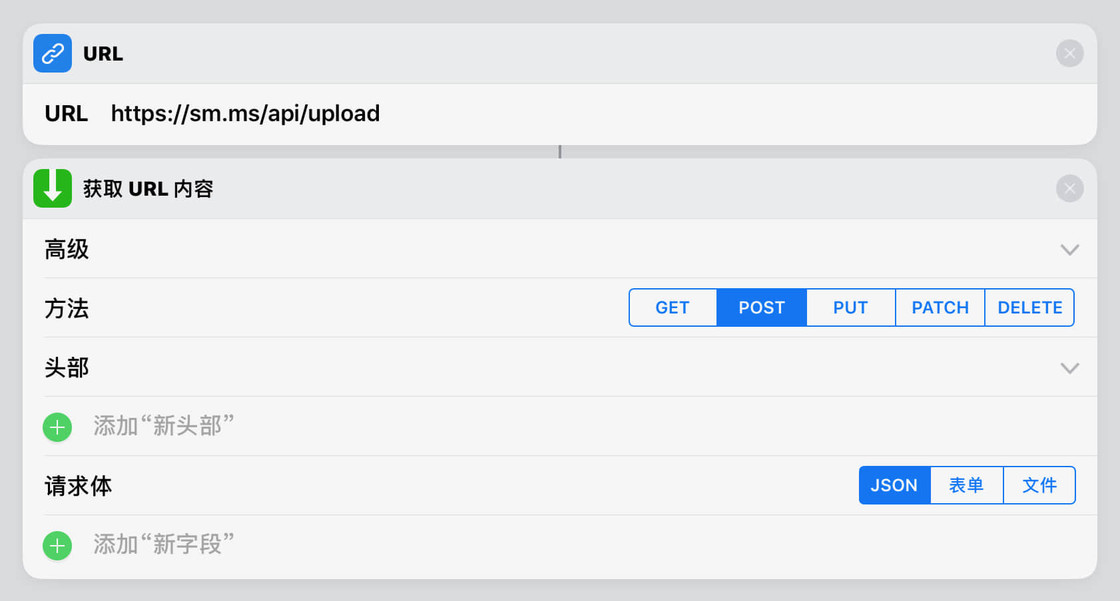 URL
URL https://sm.ms/api/upload
获取 URL 内容
高级
方法 GET POST PUT PATCH DELETE
头部
添加“新头部”
请求体 JSON 表单 文件
添加“新字段”